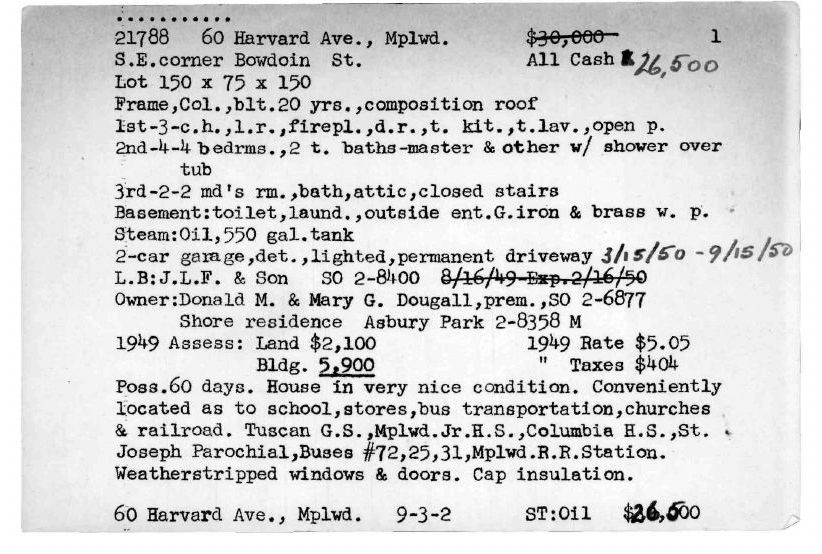 21788 60 Harvard Ave., Mplwd. $30,000 1
S.E.corner Bowdoin St. All Cash $26,500
Lot 150 x 75 x 150
Frame,Col.,blt.20 yrs.,composition roof
1st-3-c.h.,l.r.,firepl.,d.r.,t. kit.,t.lav.,open p.
2nd-4-4 bedrms.,2 t. baths-master & other w/ shower over
tub
3rd-2-2 md's rm.,bath,attic,closed stairs
Basement:toilet,laund.,outside ent.G.iron & brass w. p.
Steam:Oil,550 gal.tank
2-car garage,det.,lighted,permanent driveway 3/15/50 - 9/15/50
L.B:J.L.F. & Son SO 2-8400 8/16/49-Exp.2/16/50
Owner:Donald M. & Mary G. Dougall,prem.,SO 2-6877
Shore residence Asbury Park 2-8358 M
1949 Assess: Land $2,100 1949 Rate $5.05
Bldg. 5,900 " Taxes $404
Poss.60 days. House in very nice condition. Conveniently
located as to school,stores,bus transportation,churches
& railroad. Tuscan G.S.,Mplwd.Jr.H.S.,Columbia H.S.,St.
Joseph Parochial,Buses #72,25,31,Mplwd.R.R.Station.
Weatherstripped windows & doors. Cap insulation.
60 Harvard Ave., Mplwd. 9-3-2 ST:Oil $26,500